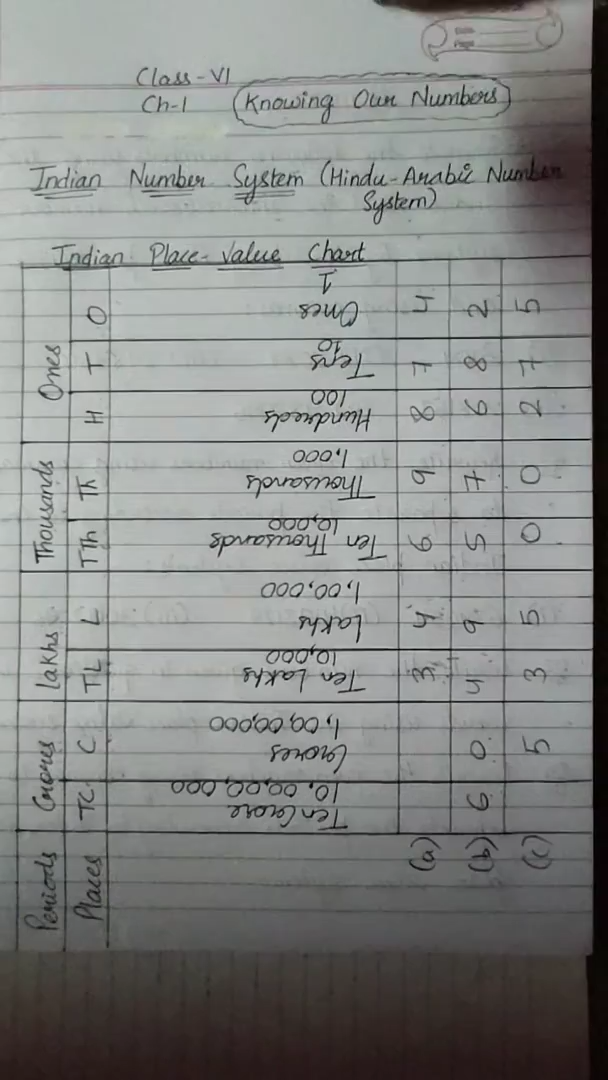 Date
Page
Class-VI
Ch-1 Knowing Our Numbers
Indian Number System (Hindu-Arabic Number
System)
Indian Place-Value Chart
Periods Crores Lakhs Thousands Ones
Places TC C TL L TTh Th H T O
Ten Crore Crores Ten Lakhs Lakhs Ten Thousands Thousands Hundreds Tens Ones
10,00,00,000 1,00,00,000 10,000 1,00,000 10,000 1,000 100 10 1
(a) 3 4 8 7 4
(b) 6 0 4 9 5 7 6 8 2
(c) 5 3 5 0 0 2 7 5